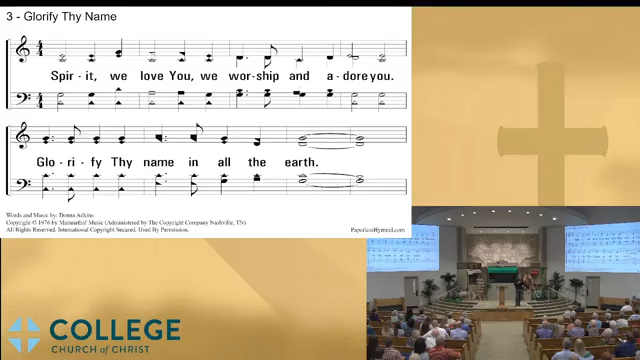 3 - Glorify Thy Name
Spir - it, we love You, we wor-ship and a-dore you.
Glo - ri - fy Thy name in all the earth.
Words and Music by: Donna Adkins
Copyright © 1976 by Maranatha! Music (Administered by The Copyright Company Nashville, TN)
All Rights Reserved. International Copyright Secured. Used By Permission.
PaperlessHymnal.com
COLLEGE
CHURCH of CHRIST